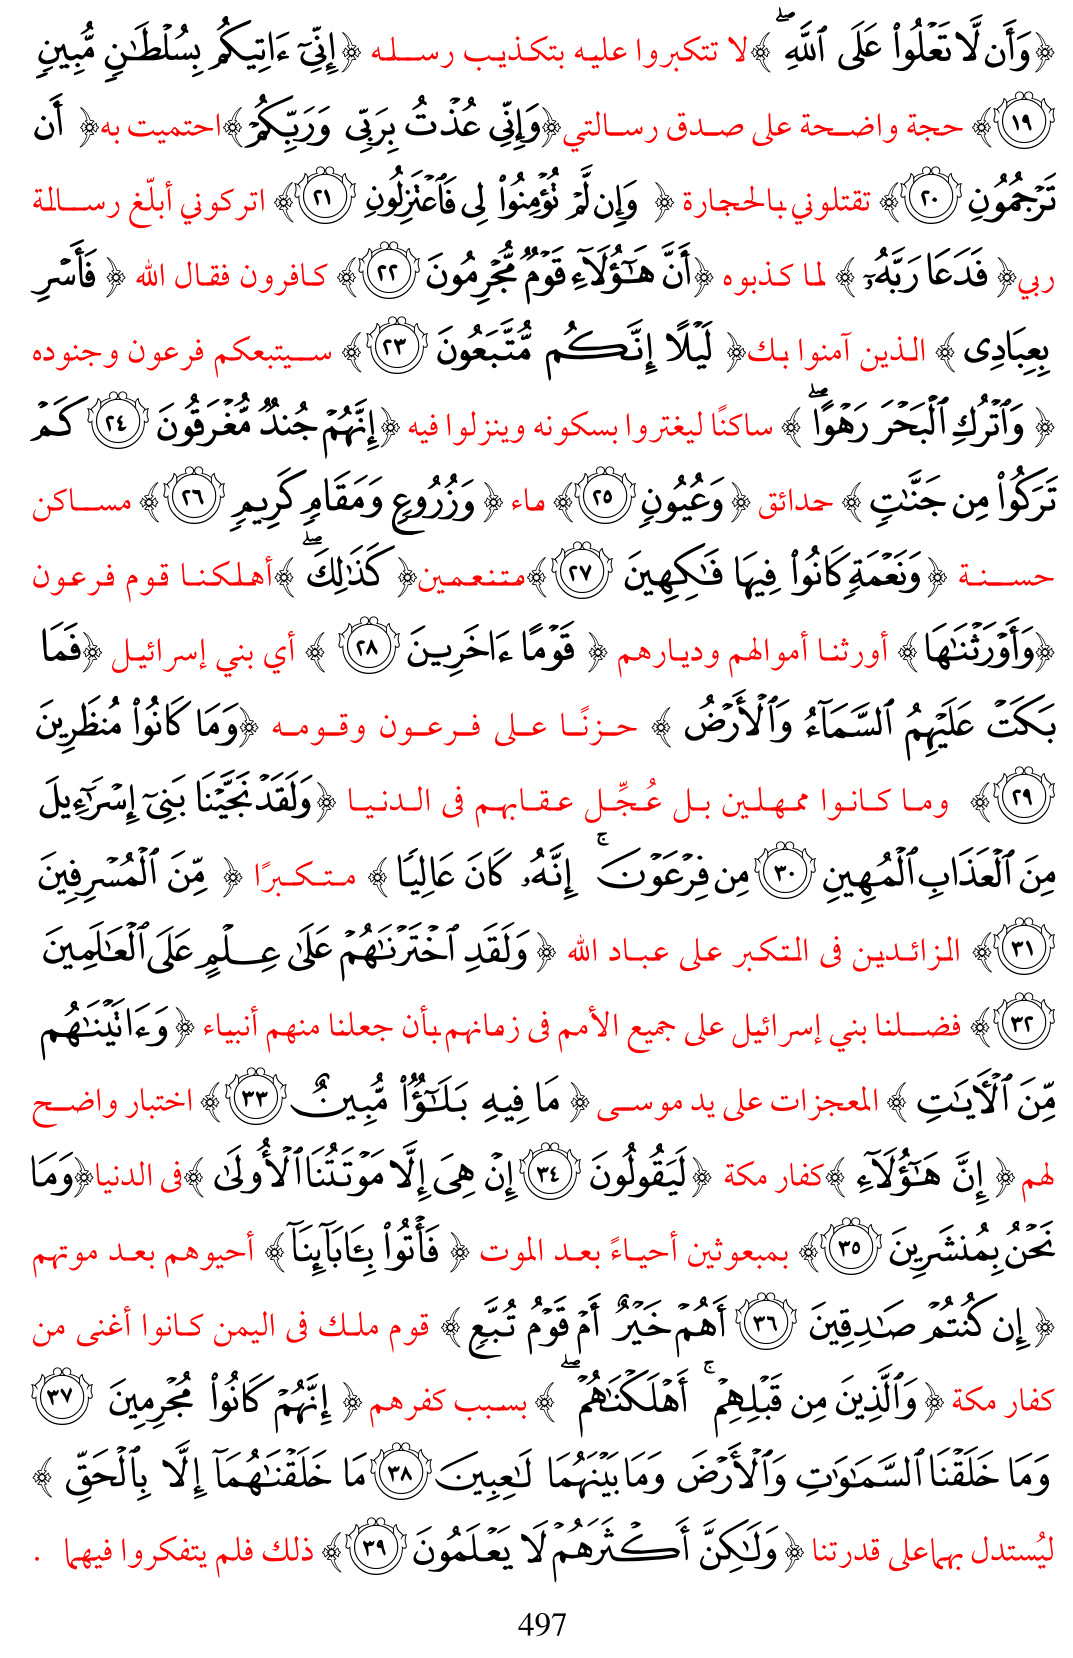 ﴿وَأَن لَّا تَعْلُوا۟ عَلَى ٱللَّهِ ۖ ﴾لا تتكبروا عليه بتكذيب رسله ﴿إِنِّىٓ ءَاتِيكُم بِسُلْطَـٰنٍۢ مُّبِينٍۢ
١٩﴾ حجة واضحة على صدق رسالتي﴿وَإِنِّى عُذْتُ بِرَبِّى وَرَبِّكُمْ﴾احتميت به﴿ أَن
تَرْجُمُونِ ٢٠﴾ تقتلوني بالحجارة ﴿ وَإِن لَّمْ تُؤْمِنُوا۟ لِى فَٱعْتَزِلُونِ ٢١﴾ اتركوني أبلّغ رسالة
ربي﴿ فَدَعَا رَبَّهُۥٓ ﴾ لما كذبوه ﴿أَنَّ هَـٰٓؤُلَآءِ قَوْمٌۭ مُّجْرِمُونَ ٢٢﴾ كافرون فقال الله ﴿ فَأَسْرِ
بِعِبَادِى ﴾ الذين آمنوا بك﴿ لَيْلًا إِنَّكُم مُّتَّبَعُونَ ٢٣﴾ سيتبعكم فرعون وجنوده
﴿ وَٱتْرُكِ ٱلْبَحْرَ رَهْوًا ۖ﴾ ساكنًا ليغتروا بسكونه وينزلوا فيه ﴿إِنَّهُمْ جُندٌۭ مُّغْرَقُونَ ٢٤ كَمْ
تَرَكُوا۟ مِن جَنَّـٰتٍۢ ﴾ حدائق ﴿وَعُيُونٍۢ ٢٥﴾ ماء ﴿ وَزُرُوعٍۢ وَمَقَامٍۢ كَرِيمٍۢ ٢٦﴾ مساكن
حسنة ﴿وَنَعْمَةٍۢ كَانُوا۟ فِيهَا فَـٰكِهِينَ ٢٧﴾متنعمين﴿ كَذَٰلِكَ ۖ ﴾أهلكنا قوم فرعون
﴿وَأَوْرَثْنَـٰهَا﴾ أورثنا أموالهم وديارهم ﴿ قَوْمًا ءَاخَرِينَ ٢٨ ﴾ أي بني إسرائيل ﴿فَمَا
بَكَتْ عَلَيْهِمُ ٱلسَّمَآءُ وَٱلْأَرْضُ ﴾ حزنًا على فرعون وقومه ﴿وَمَا كَانُوا۟ مُنظَرِينَ
٢٩﴾ وما كانوا ممهلين بل عُجِّل عقابهم فى الدنيا ﴿وَلَقَدْ نَجَّيْنَا بَنِىٓ إِسْرَٰٓءِيلَ
مِنَ ٱلْعَذَابِ ٱلْمُهِينِ ٣٠ مِن فِرْعَوْنَ ۚ إِنَّهُۥ كَانَ عَالِيًۭا ﴾ متكبرًا ﴿ مِّنَ ٱلْمُسْرِفِينَ
٣١﴾ الزائدين فى التكبر على عباد الله ﴿ وَلَقَدِ ٱخْتَرْنَـٰهُمْ عَلَىٰ عِلْمٍ عَلَى ٱلْعَـٰلَمِينَ
٣٢﴾ فضلنا بني إسرائيل على جميع الأمم فى زمانهم بأن جعلنا منهم أنبياء ﴿وَءَاتَيْنَـٰهُم
مِّنَ ٱلْـَٔايَـٰتِ ﴾ المعجزات على يد موسى ﴿ مَا فِيهِ بَلَـٰٓؤٌۭا۟ مُّبِينٌ ٣٣﴾ اختبار واضح
لهم ﴿ إِنَّ هَـٰٓؤُلَآءِ ﴾كفار مكة ﴿لَيَقُولُونَ ٣٤ إِنْ هِىَ إِلَّا مَوْتَتُنَا ٱلْأُولَىٰ ﴾فى الدنيا﴿وَمَا
نَحْنُ بِمُنشَرِينَ ٣٥﴾ بمبعوثين أحياءً بعد الموت ﴿ فَأْتُوا۟ بِـَٔابَآئِنَآ﴾ أحيوهم بعد موتهم
﴿ إِن كُنتُمْ صَـٰدِقِينَ ٣٦ أَهُمْ خَيْرٌ أَمْ قَوْمُ تُبَّعٍۢ ﴾ قوم ملك فى اليمن كانوا أغنى من
كفار مكة ﴿وَٱلَّذِينَ مِن قَبْلِهِمْ ۚ أَهْلَكْنَـٰهُمْ ۖ ﴾ بسبب كفرهم ﴿ إِنَّهُمْ كَانُوا۟ مُجْرِمِينَ ٣٧
وَمَا خَلَقْنَا ٱلسَّمَـٰوَٰتِ وَٱلْأَرْضَ وَمَا بَيْنَهُمَا لَـٰعِبِينَ ٣٨ مَا خَلَقْنَـٰهُمَآ إِلَّا بِٱلْحَقِّ ﴾
ليُستدل بهما على قدرتنا ﴿ وَلَـٰكِنَّ أَكْثَرَهُمْ لَا يَعْلَمُونَ ٣٩﴾ ذلك فلم يتفكروا فيهما .
497